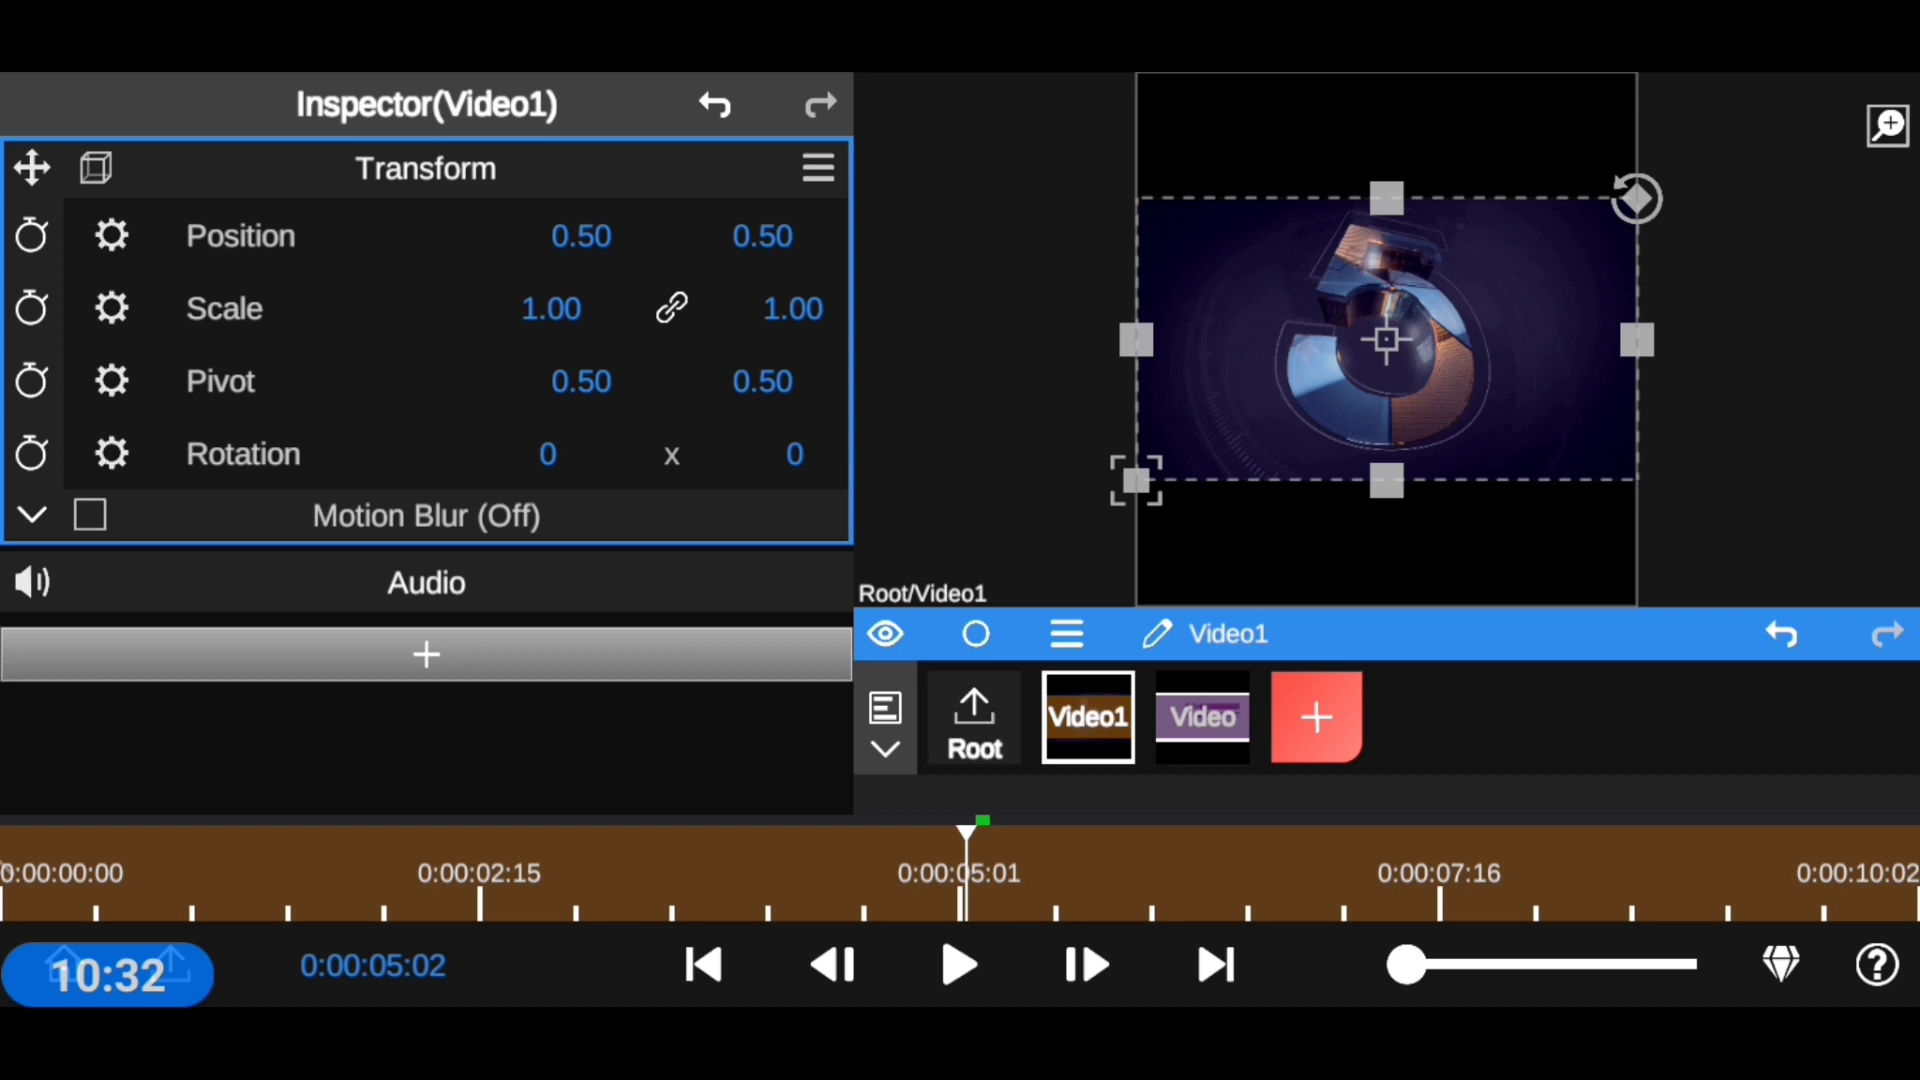 Inspector(Video1)
Transform
Position 0.50 0.50
Scale 1.00 1.00
Pivot 0.50 0.50
Rotation 0 x 0
Motion Blur (Off)
Audio
+
Root/Video1
Video1
Root Video1 Video +
0:00:00:00 0:00:02:15 0:00:05:01 0:00:07:16 0:00:10:02
10:32 0:00:05:02 ?